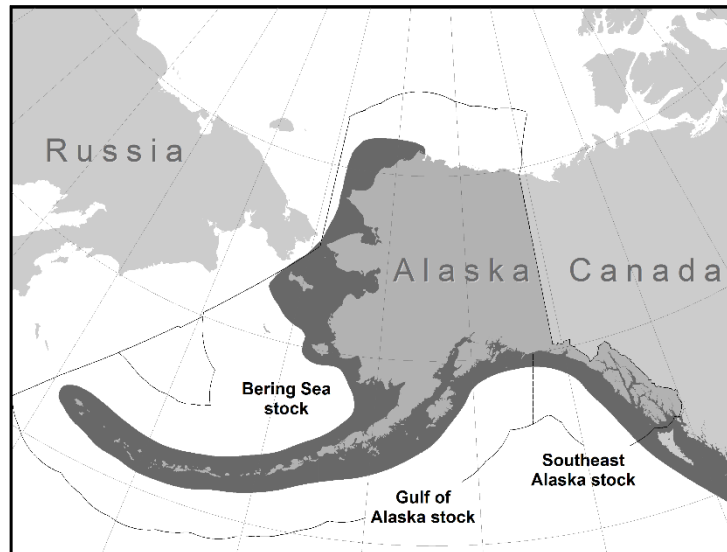 Russia
Alaska
Canada
Bering Sea
stock
Southeast
Alaska stock
Gulf of
Alaska stock